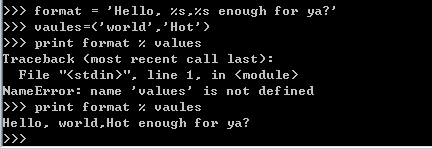 >>> format = 'Hello, %s,%s enough for ya?'
>>> vaules=('world','Hot')
>>> print format % values
Traceback (most recent call last):
  File "<stdin>", line 1, in <module>
NameError: name 'values' is not defined
>>> print format % vaules
Hello, world,Hot enough for ya?
>>>